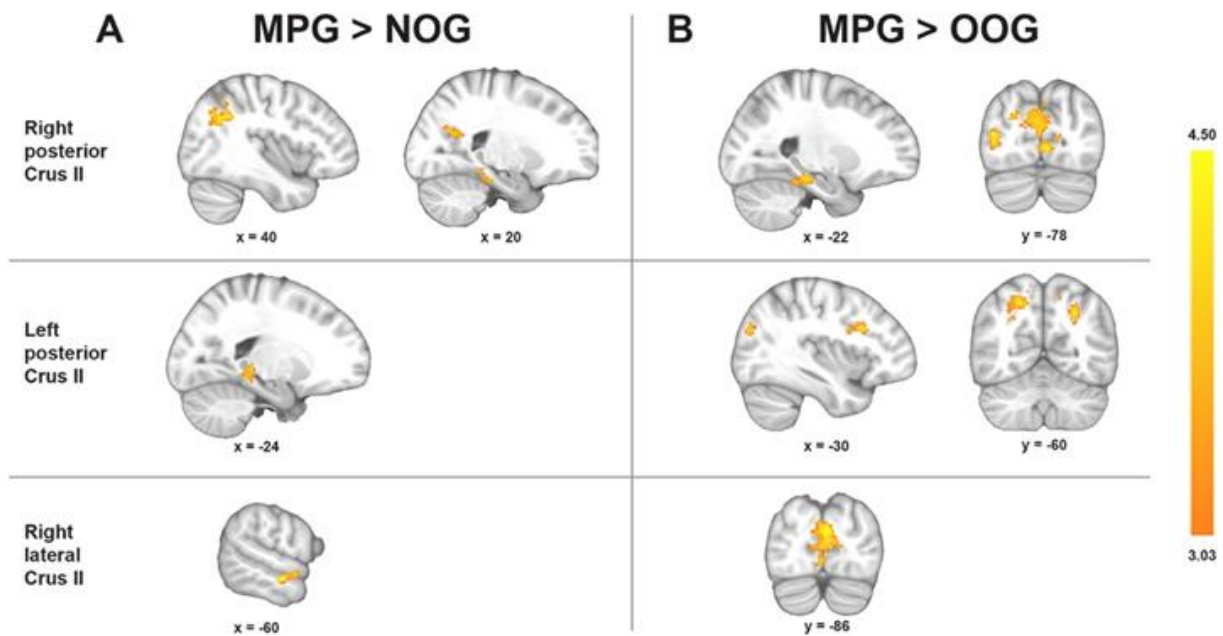 A
MPG > NOG
B
MPG > OOG
Right
posterior
Crus II
x = 40
x = 20
x = -22
y = -78
4.50
Left
posterior
Crus II
x = -24
x = -30
y = -60
Right
lateral
Crus II
x = -60
y = -86
3.03